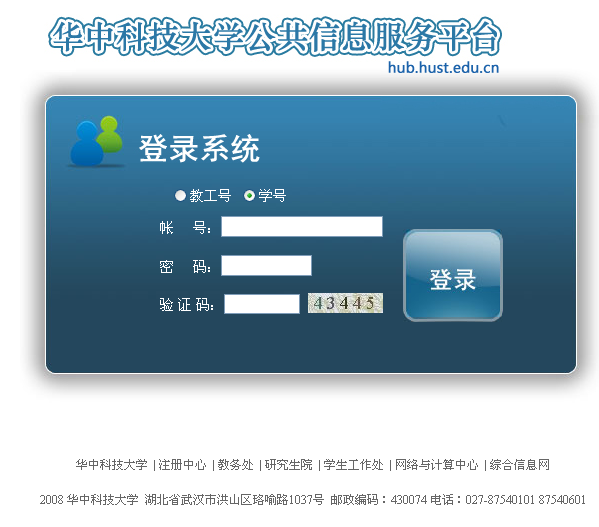 华中科技大学公共信息服务平台
hub.hust.edu.cn
登录系统
教工号 学号
帐 号：
密 码：
登录
验 证 码： 43445
华中科技大学 | 注册中心 | 教务处 | 研究生院 | 学生工作处 | 网络与计算中心 | 综合信息网
2008 华中科技大学 湖北省武汉市洪山区珞喻路1037号 邮政编码：430074 电话：027-87540101 87540601